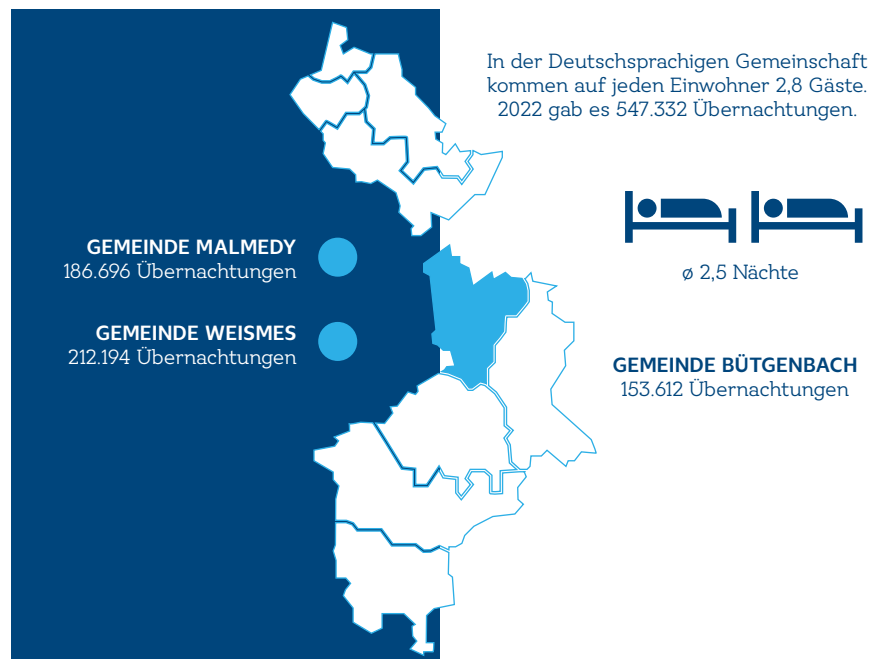 In der Deutschsprachigen Gemeinschaft
kommen auf jeden Einwohner 2,8 Gäste.
2022 gab es 547.332 Übernachtungen.
GEMEINDE MALMEDY
186.696 Übernachtungen
ø 2,5 Nächte
GEMEINDE WEISMES
212.194 Übernachtungen
GEMEINDE BÜTGENBACH
153.612 Übernachtungen